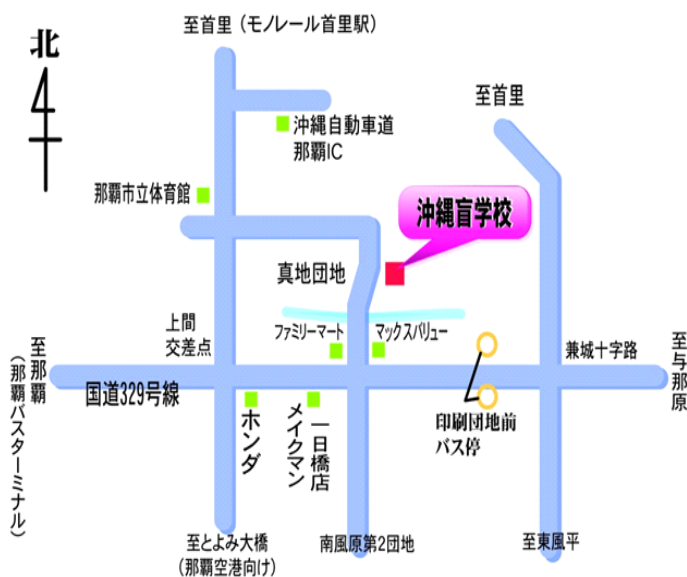 至首里(モノレール首里駅)
北
至首里
沖縄自動車道
那覇IC
那覇市立体育館
沖縄盲学校
真地団地
上間
交差点
ファミリーマート
マックスバリュー
至那覇
(那覇バスターミナル)
国道329号線
兼城十字路
至与那原
ホンダ
メイクマン
一日橋店
印刷団地前
バス停
至とよみ大橋
(那覇空港向け)
南風原第2団地
至東風平